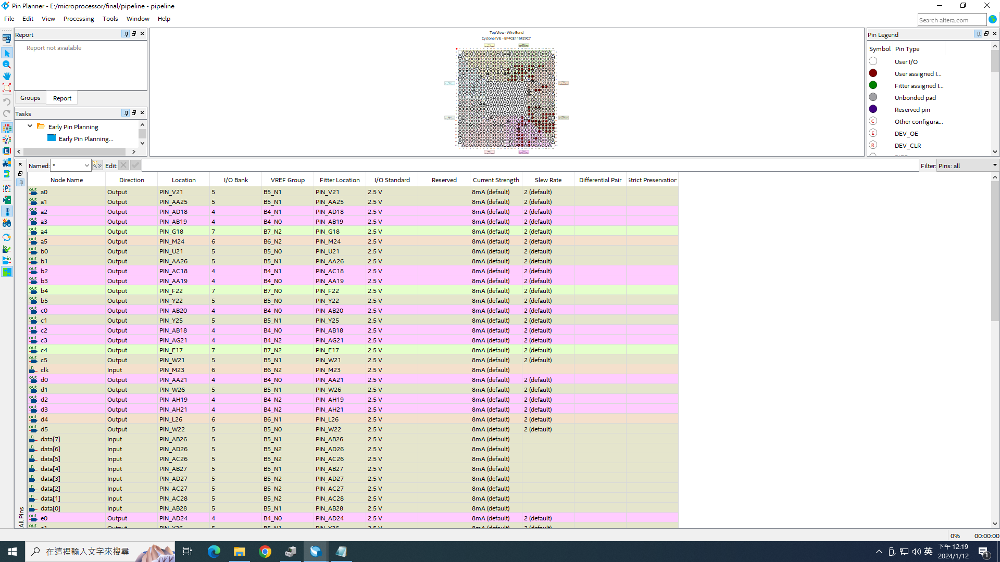 Pin Planner - E:/microprocessor/final/pipeline - pipeline
File Edit View Processing Tools Window Help
Search altera.com
Report
Report not available
Groups Report
Tasks
Early Pin Planning
Early Pin Planning...
Top View - Wire Bond
Cyclone IV E - EP4CE115F29C7
Pin Legend
Symbol Pin Type
User I/O
User assigned I...
Fitter assigned I...
Unbonded pad
Reserved pin
C Other configura...
E DEV_OE
R DEV_CLR
Named: * Edit: Filter: Pins: all
Node Name Direction Location I/O Bank VREF Group Fitter Location I/O Standard Reserved Current Strength Slew Rate Differential Pair Strict Preservation
out a0 Output PIN_V21 5 B5_N1 PIN_V21 2.5 V 8mA (default) 2 (default)
out a1 Output PIN_AA25 5 B5_N1 PIN_AA25 2.5 V 8mA (default) 2 (default)
out a2 Output PIN_AD18 4 B4_N1 PIN_AD18 2.5 V 8mA (default) 2 (default)
out a3 Output PIN_AB19 4 B4_N0 PIN_AB19 2.5 V 8mA (default) 2 (default)
out a4 Output PIN_G18 7 B7_N2 PIN_G18 2.5 V 8mA (default) 2 (default)
out a5 Output PIN_M24 6 B6_N2 PIN_M24 2.5 V 8mA (default) 2 (default)
out b0 Output PIN_U21 5 B5_N0 PIN_U21 2.5 V 8mA (default) 2 (default)
out b1 Output PIN_AA26 5 B5_N1 PIN_AA26 2.5 V 8mA (default) 2 (default)
out b2 Output PIN_AC18 4 B4_N1 PIN_AC18 2.5 V 8mA (default) 2 (default)
out b3 Output PIN_AA19 4 B4_N0 PIN_AA19 2.5 V 8mA (default) 2 (default)
out b4 Output PIN_F22 7 B7_N0 PIN_F22 2.5 V 8mA (default) 2 (default)
out b5 Output PIN_Y22 5 B5_N0 PIN_Y22 2.5 V 8mA (default) 2 (default)
out c0 Output PIN_AB20 4 B4_N0 PIN_AB20 2.5 V 8mA (default) 2 (default)
out c1 Output PIN_Y25 5 B5_N1 PIN_Y25 2.5 V 8mA (default) 2 (default)
out c2 Output PIN_AB18 4 B4_N0 PIN_AB18 2.5 V 8mA (default) 2 (default)
out c3 Output PIN_AG21 4 B4_N2 PIN_AG21 2.5 V 8mA (default) 2 (default)
out c4 Output PIN_E17 7 B7_N2 PIN_E17 2.5 V 8mA (default) 2 (default)
out c5 Output PIN_W21 5 B5_N1 PIN_W21 2.5 V 8mA (default) 2 (default)
in clk Input PIN_M23 6 B6_N2 PIN_M23 2.5 V 8mA (default)
out d0 Output PIN_AA21 4 B4_N0 PIN_AA21 2.5 V 8mA (default) 2 (default)
out d1 Output PIN_W26 5 B5_N1 PIN_W26 2.5 V 8mA (default) 2 (default)
out d2 Output PIN_AH19 4 B4_N2 PIN_AH19 2.5 V 8mA (default) 2 (default)
out d3 Output PIN_AH21 4 B4_N2 PIN_AH21 2.5 V 8mA (default) 2 (default)
out d4 Output PIN_L26 6 B6_N1 PIN_L26 2.5 V 8mA (default) 2 (default)
out d5 Output PIN_W22 5 B5_N0 PIN_W22 2.5 V 8mA (default) 2 (default)
in data[7] Input PIN_AB26 5 B5_N1 PIN_AB26 2.5 V 8mA (default)
in data[6] Input PIN_AD26 5 B5_N2 PIN_AD26 2.5 V 8mA (default)
in data[5] Input PIN_AC26 5 B5_N2 PIN_AC26 2.5 V 8mA (default)
in data[4] Input PIN_AB27 5 B5_N1 PIN_AB27 2.5 V 8mA (default)
in data[3] Input PIN_AD27 5 B5_N2 PIN_AD27 2.5 V 8mA (default)
in data[2] Input PIN_AC27 5 B5_N2 PIN_AC27 2.5 V 8mA (default)
in data[1] Input PIN_AC28 5 B5_N2 PIN_AC28 2.5 V 8mA (default)
in data[0] Input PIN_AB28 5 B5_N1 PIN_AB28 2.5 V 8mA (default)
out e0 Output PIN_AD24 4 B4_N0 PIN_AD24 2.5 V 8mA (default) 2 (default)
out e1 Output PIN_Y26 5 B5_N1 PIN_Y26 2.5 V 8mA (default) 2 (default)
All Pins
0% 00:00:00
在這裡輸入文字來搜尋
英
下午 12:19
2024/1/12
1